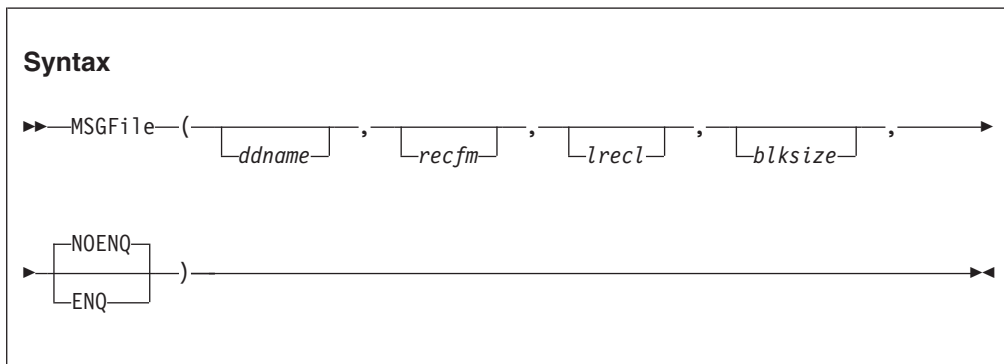 Syntax
MSGFile ( , , , ,
ddname recfm lrecl blksize
NOENQ
)
ENQ